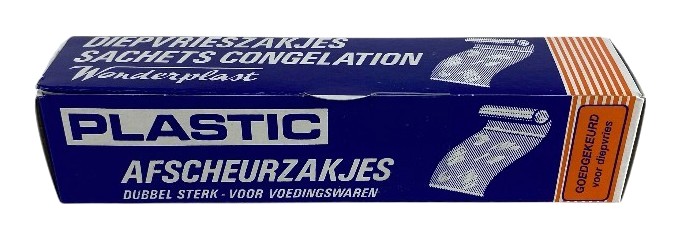 DIEPVRIESZAKJES
SACHETS CONGELATION
Wonderplast
PLASTIC
AFSCHEURZAKJES
DUBBEL STERK - VOOR VOEDINGSWAREN
GOEDGEKEURD
voor diepvries